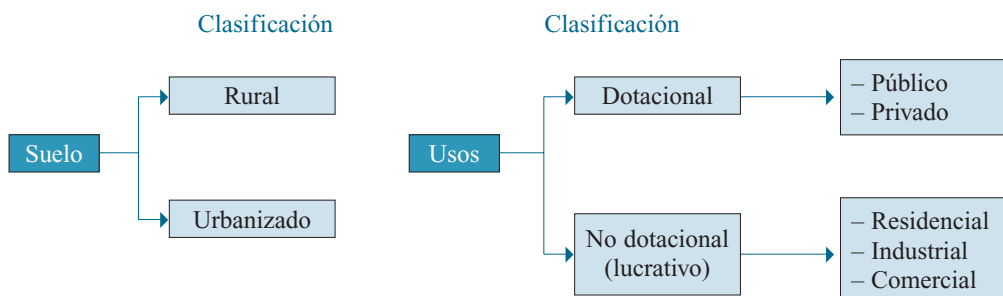 Clasificación
Suelo
Rural
Urbanizado
Clasificación
Usos
Dotacional
– Público
– Privado
No dotacional
(lucrativo)
– Residencial
– Industrial
– Comercial